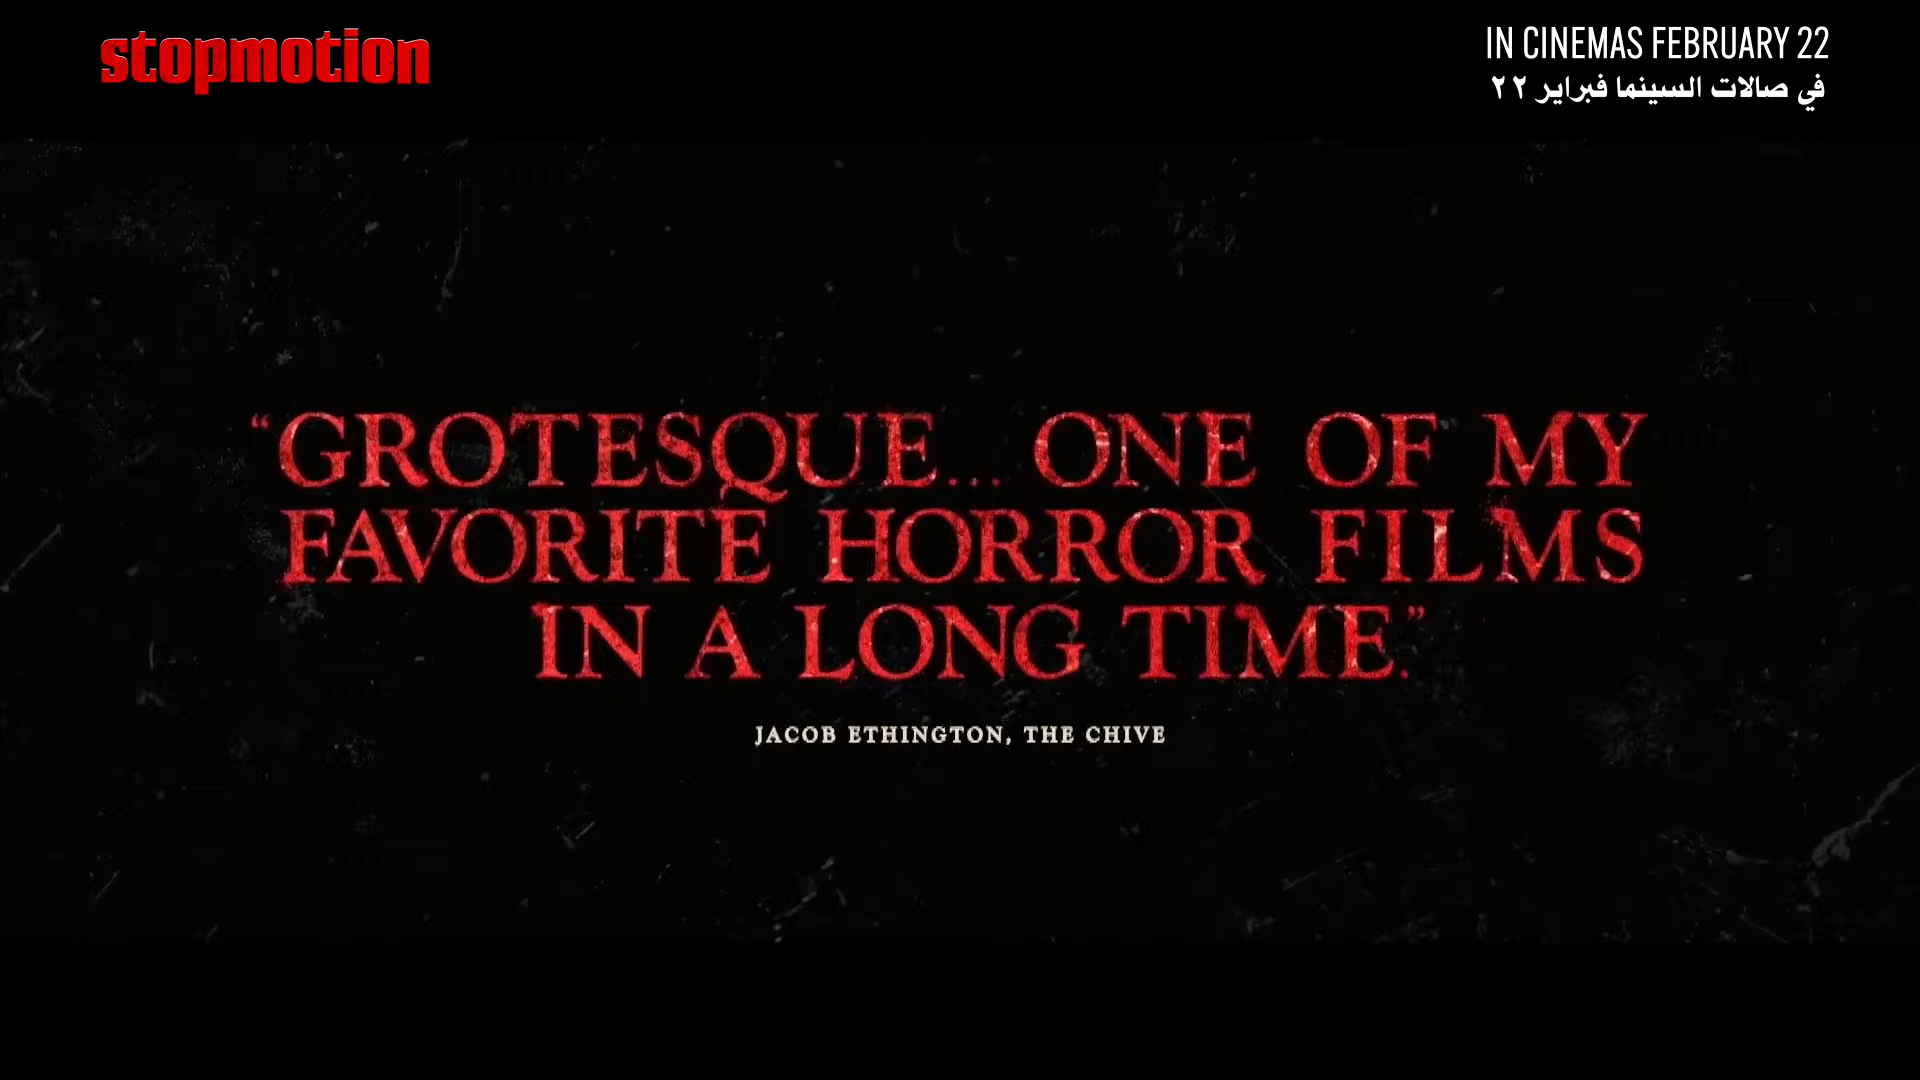 stopmotion
IN CINEMAS FEBRUARY 22
في صالات السينما فبراير ٢٢
“GROTESQUE... ONE OF MY
FAVORITE HORROR FILMS
IN A LONG TIME.”
JACOB ETHINGTON, THE CHIVE